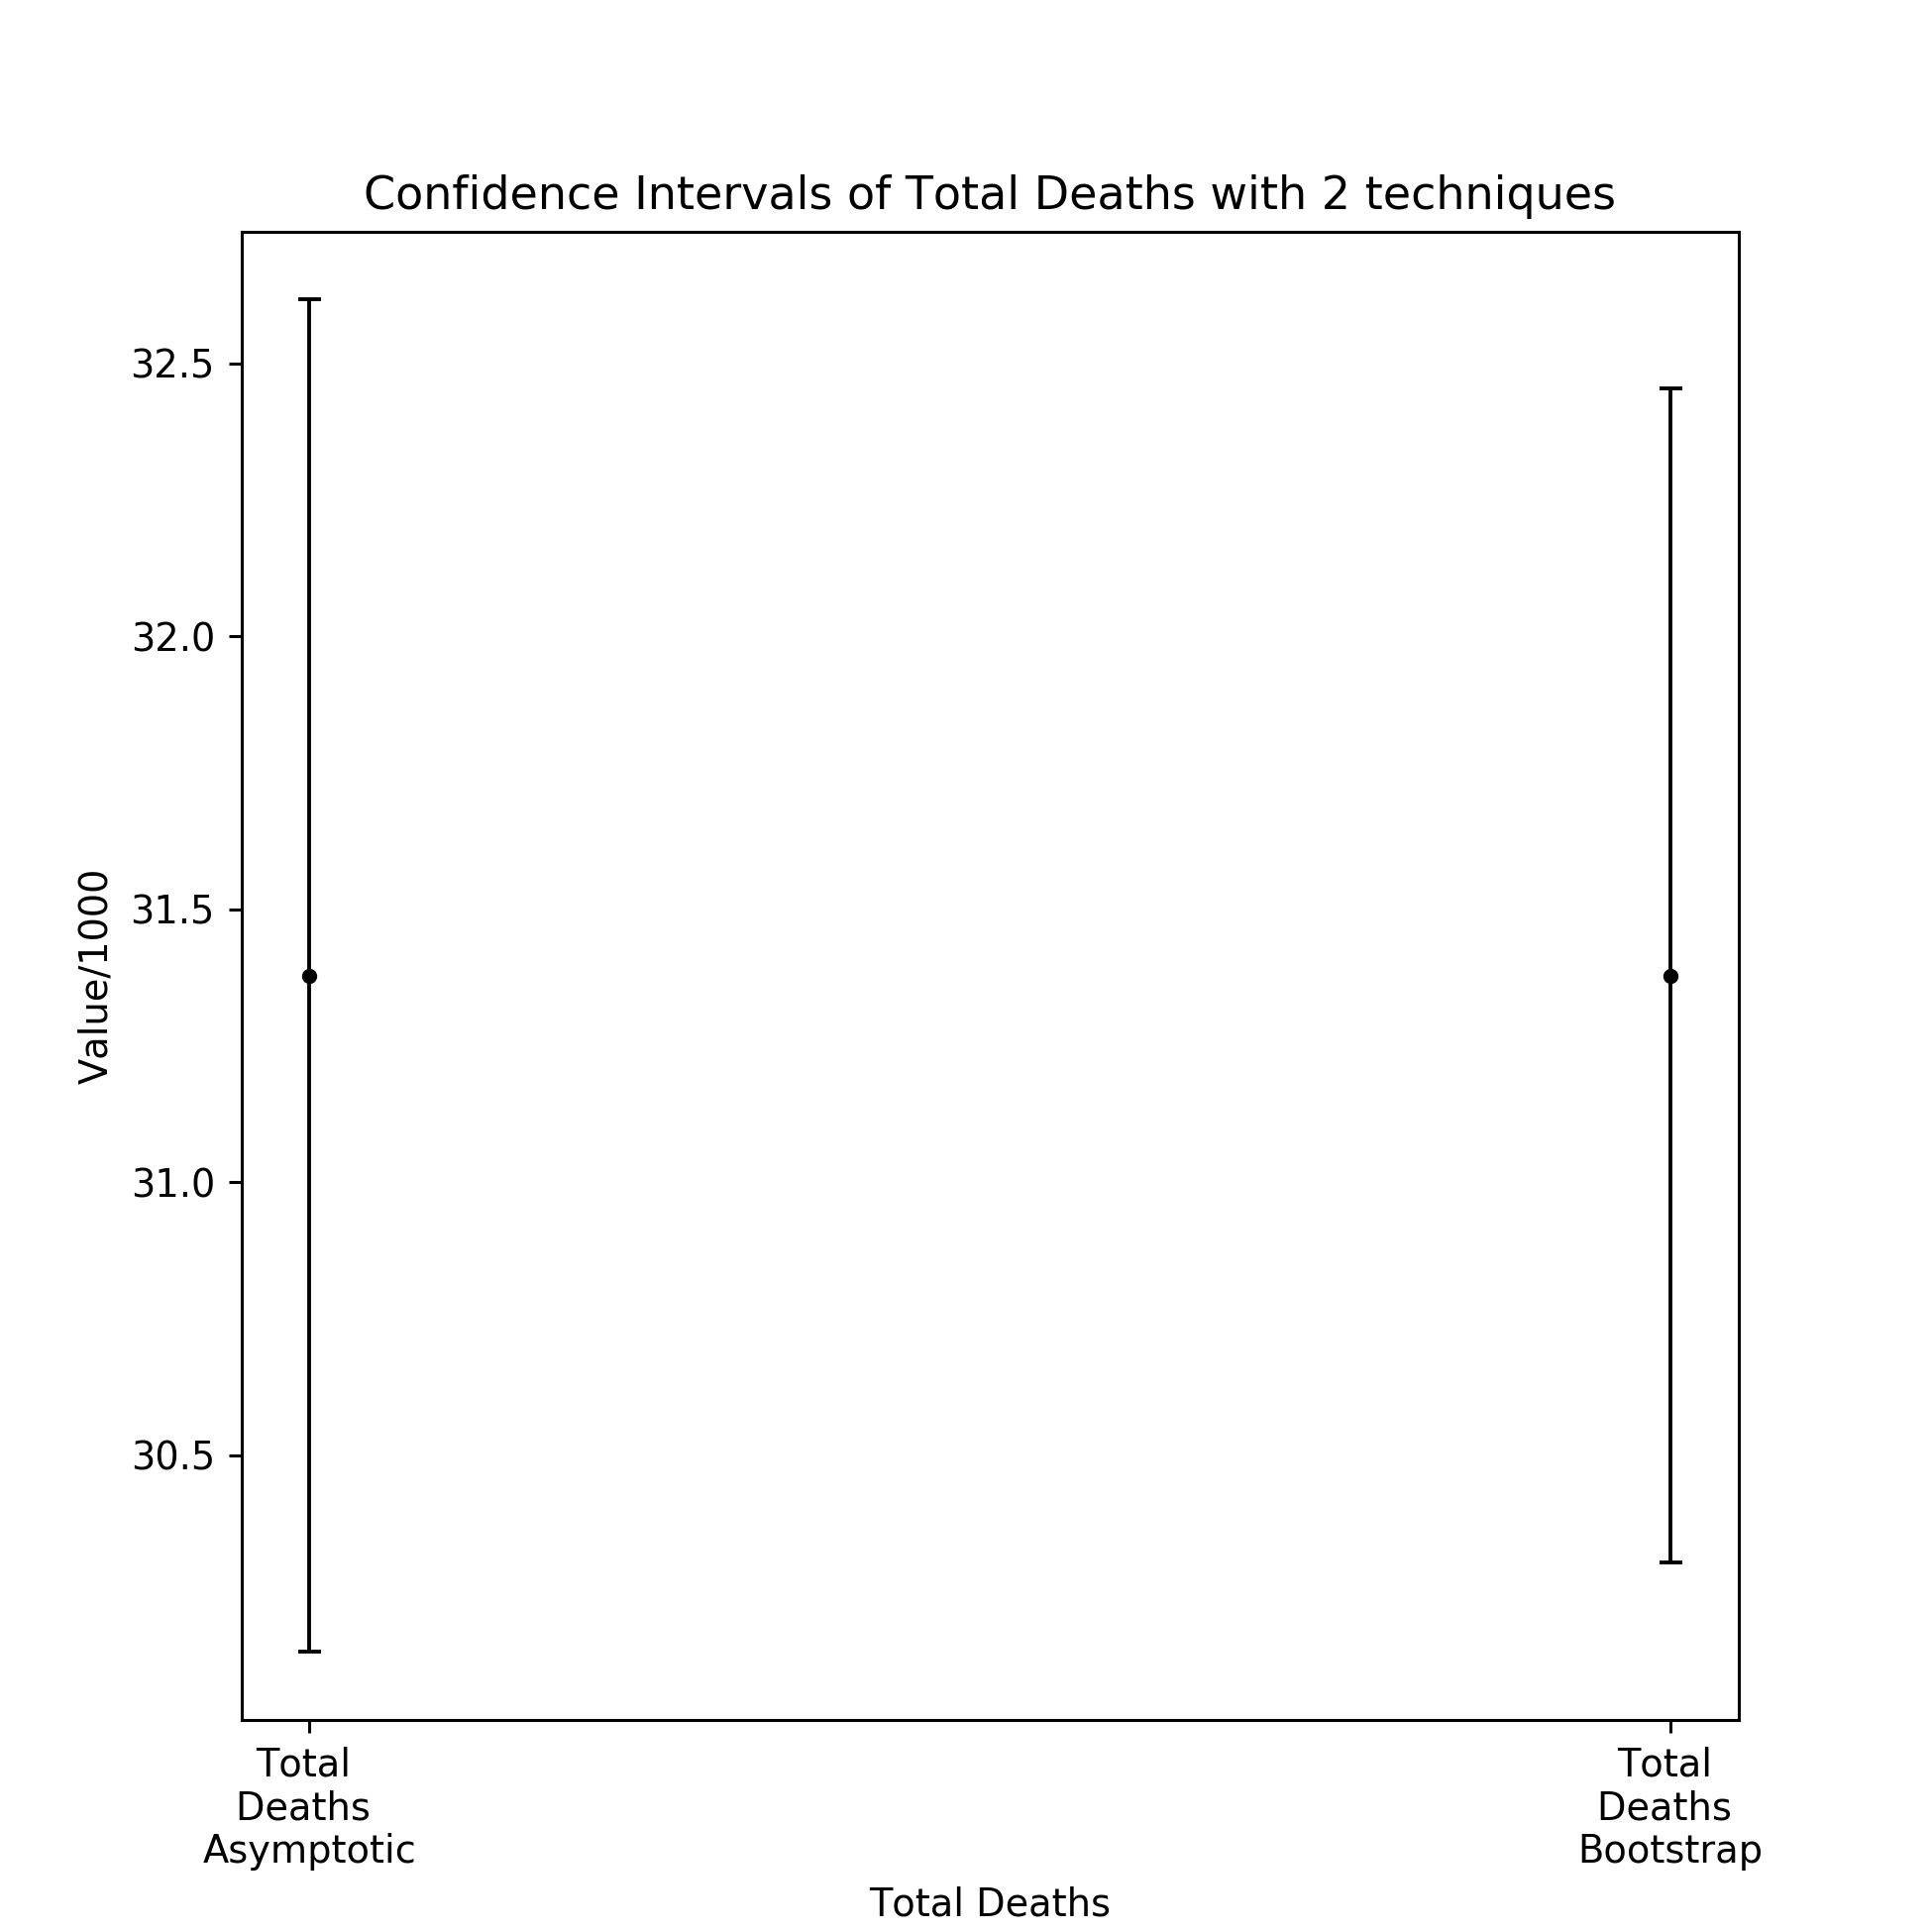 Confidence Intervals of Total Deaths with 2 techniques
Value/1000
32.5
32.0
31.5
31.0
30.5
Total
Deaths
Asymptotic
Total
Deaths
Bootstrap
Total Deaths